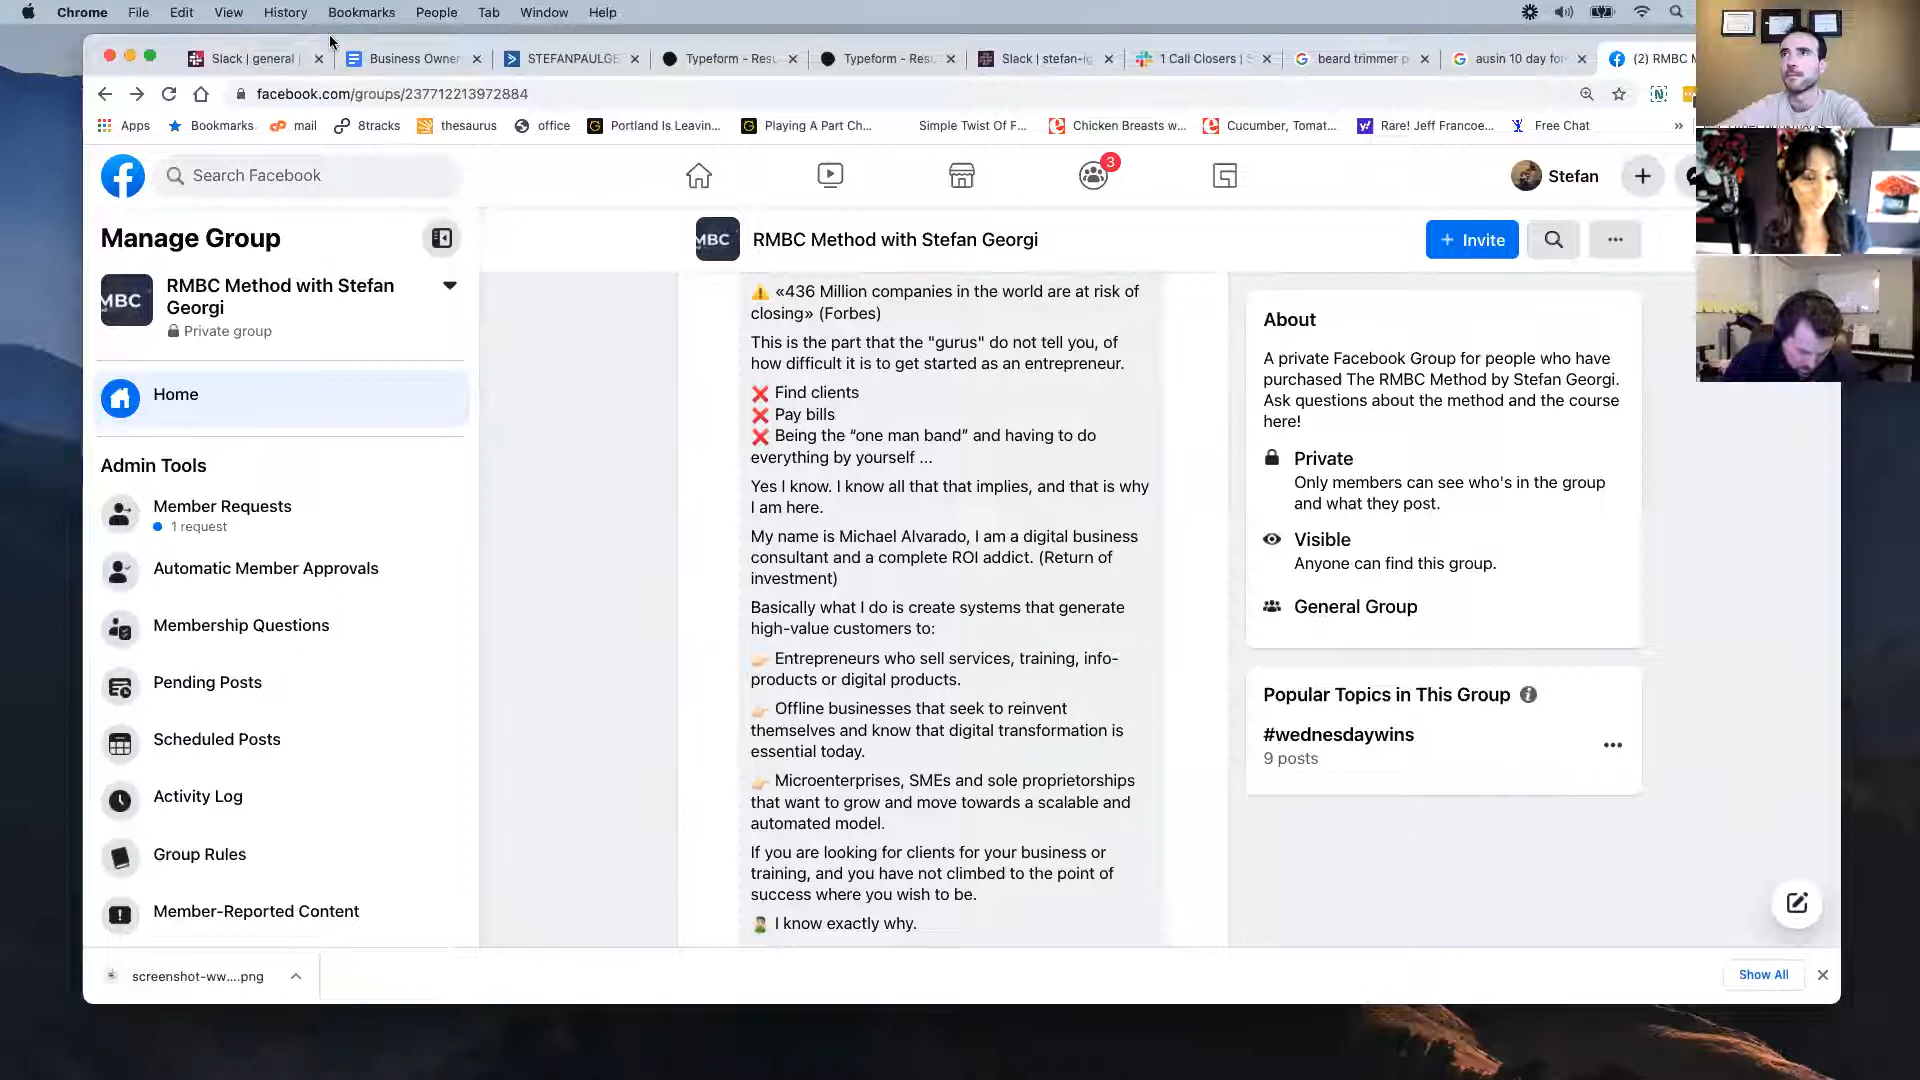 Chrome File Edit View History Bookmarks People Tab Window Help
Slack | general
Business Owner
STEFANPAULGE
Typeform - Resu
Typeform - Resu
Slack | stefan-ig
1 Call Closers | S
beard trimmer p
ausin 10 day for
(2) RMBC M
facebook.com/groups/237712213972884
Apps Bookmarks mail 8tracks thesaurus office Portland Is Leavin... Playing A Part Ch... Simple Twist Of F... Chicken Breasts w... Cucumber, Tomat... Rare! Jeff Francoe... Free Chat »
Search Facebook
3
Stefan
Manage Group
MBC
RMBC Method with Stefan
Georgi
Private group
Home
Admin Tools
Member Requests
1 request
Automatic Member Approvals
Membership Questions
Pending Posts
Scheduled Posts
Activity Log
Group Rules
Member-Reported Content
MBC
RMBC Method with Stefan Georgi
+ Invite
⚠️ «436 Million companies in the world are at risk of
closing» (Forbes)
This is the part that the "gurus" do not tell you, of
how difficult it is to get started as an entrepreneur.
❌ Find clients
❌ Pay bills
❌ Being the “one man band” and having to do
everything by yourself ...
Yes I know. I know all that that implies, and that is why
I am here.
My name is Michael Alvarado, I am a digital business
consultant and a complete ROI addict. (Return of
investment)
Basically what I do is create systems that generate
high-value customers to:
👉🏻 Entrepreneurs who sell services, training, info-
products or digital products.
👉🏻 Offline businesses that seek to reinvent
themselves and know that digital transformation is
essential today.
👉🏻 Microenterprises, SMEs and sole proprietorships
that want to grow and move towards a scalable and
automated model.
If you are looking for clients for your business or
training, and you have not climbed to the point of
success where you wish to be.
I know exactly why.
About
A private Facebook Group for people who have
purchased The RMBC Method by Stefan Georgi.
Ask questions about the method and the course
here!
Private
Only members can see who's in the group
and what they post.
Visible
Anyone can find this group.
General Group
Popular Topics in This Group
#wednesdaywins
9 posts
screenshot-ww....png
Show All